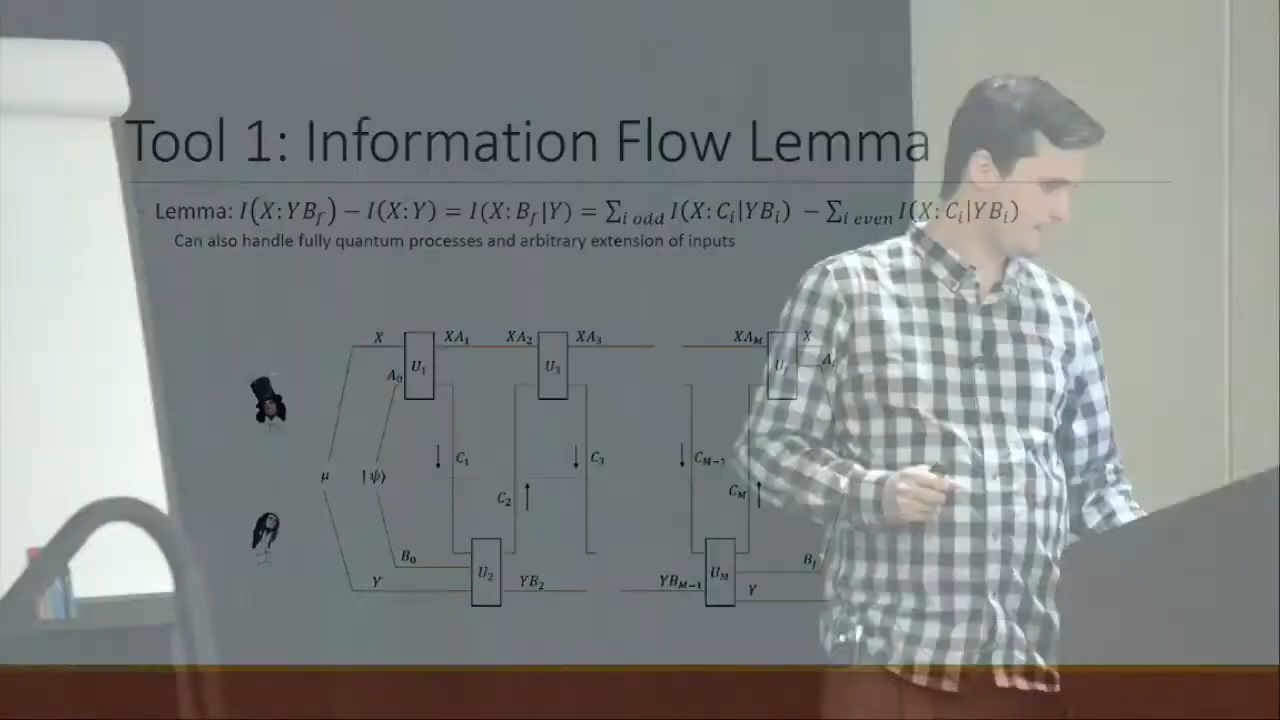 Tool 1: Information Flow Lemma
Lemma: I(X:YB_f) − I(X:Y) = I(X:B_f|Y) = ∑_{i odd} I(X:C_i|YB_i) − ∑_{i even} I(X:C_i|YB_i)
Can also handle fully quantum processes and arbitrary extension of inputs
X XA_1 XA_2 XA_3 XA_M X
U_1 U_3
A_0
C_1 C_3 C_{M−1}
μ |ψ⟩
C_2 C_M
B_0 U_2 U_M
Y YB_2 YB_{M−1} Y